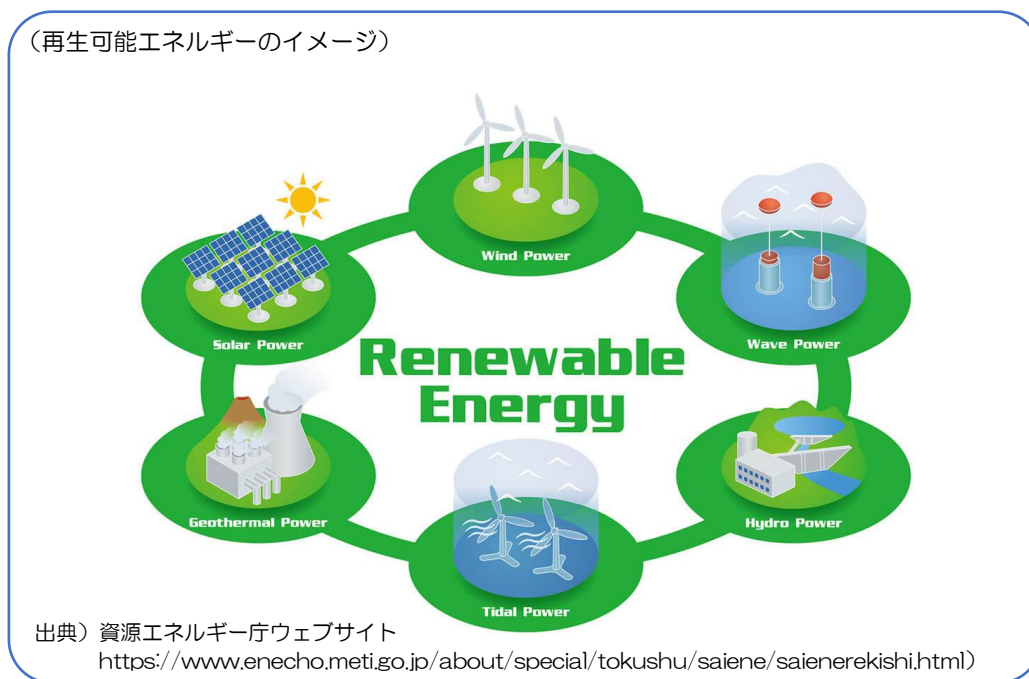 （再生可能エネルギーのイメージ）
Wind Power
Solar Power
Wave Power
Renewable
Energy
Geothermal Power
Hydro Power
Tidal Power
出典）資源エネルギー庁ウェブサイト
https://www.enecho.meti.go.jp/about/special/tokushu/saiene/saienerekishi.html）